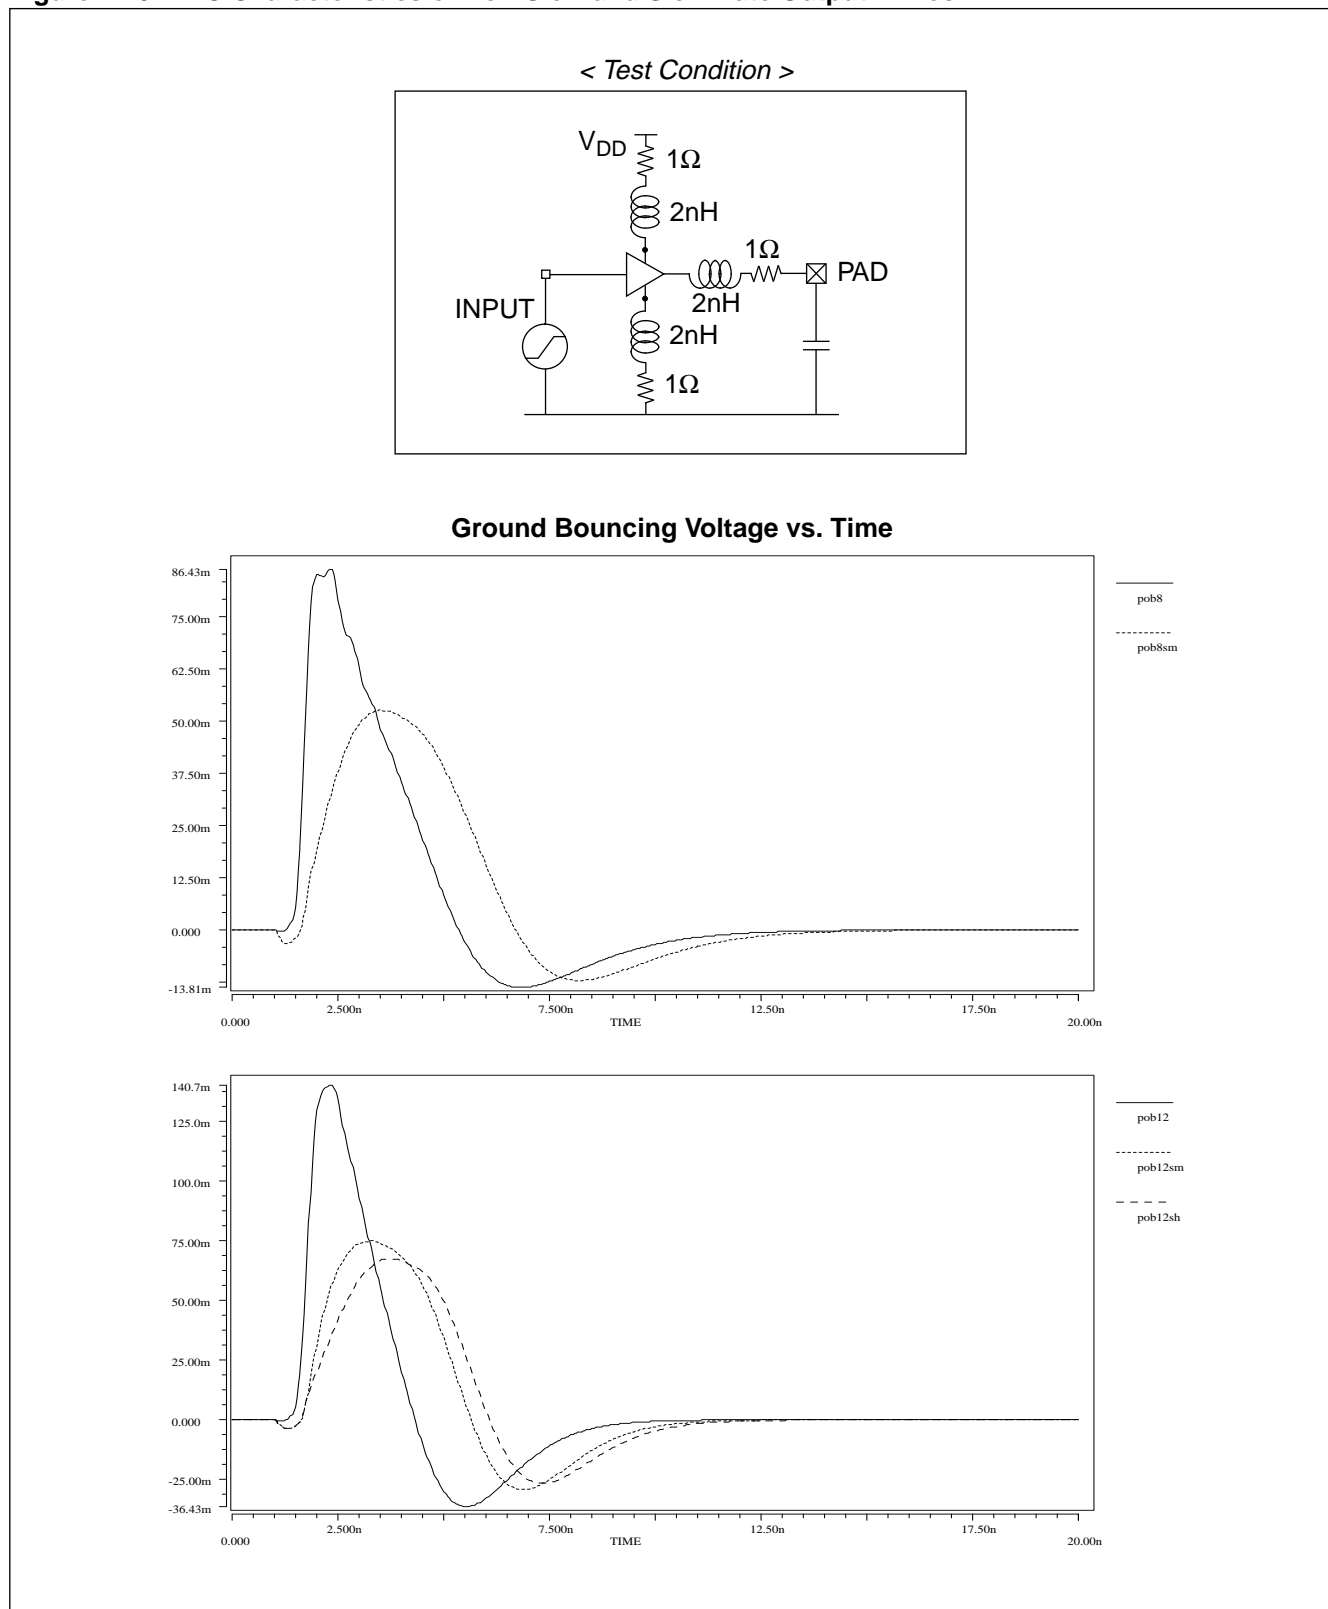 < Test Condition >
VDD
1Ω
2nH
1Ω
PAD
2nH
INPUT
2nH
1Ω
Ground Bouncing Voltage vs. Time
86.43m
75.00m
62.50m
50.00m
37.50m
25.00m
12.50m
0.000
-13.81m
0.000
2.500n
7.500n
TIME
12.50n
17.50n
20.00n
pob8
pob8sm
140.7m
125.0m
100.0m
75.00m
50.00m
25.00m
0.000
-25.00m
-36.43m
0.000
2.500n
7.500n
TIME
12.50n
17.50n
20.00n
pob12
pob12sm
pob12sh